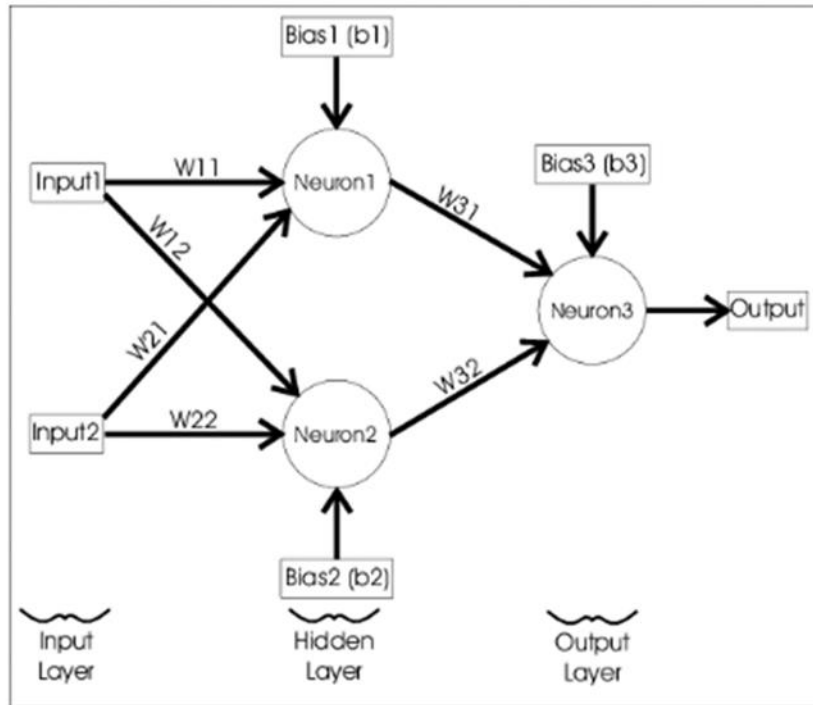 Bias1 (b1)
Input1
W11
Neuron1
Bias3 (b3)
W12
W31
W21
Neuron3
Output
Input2
W22
Neuron2
W32
Bias2 (b2)
Input
Layer
Hidden
Layer
Output
Layer